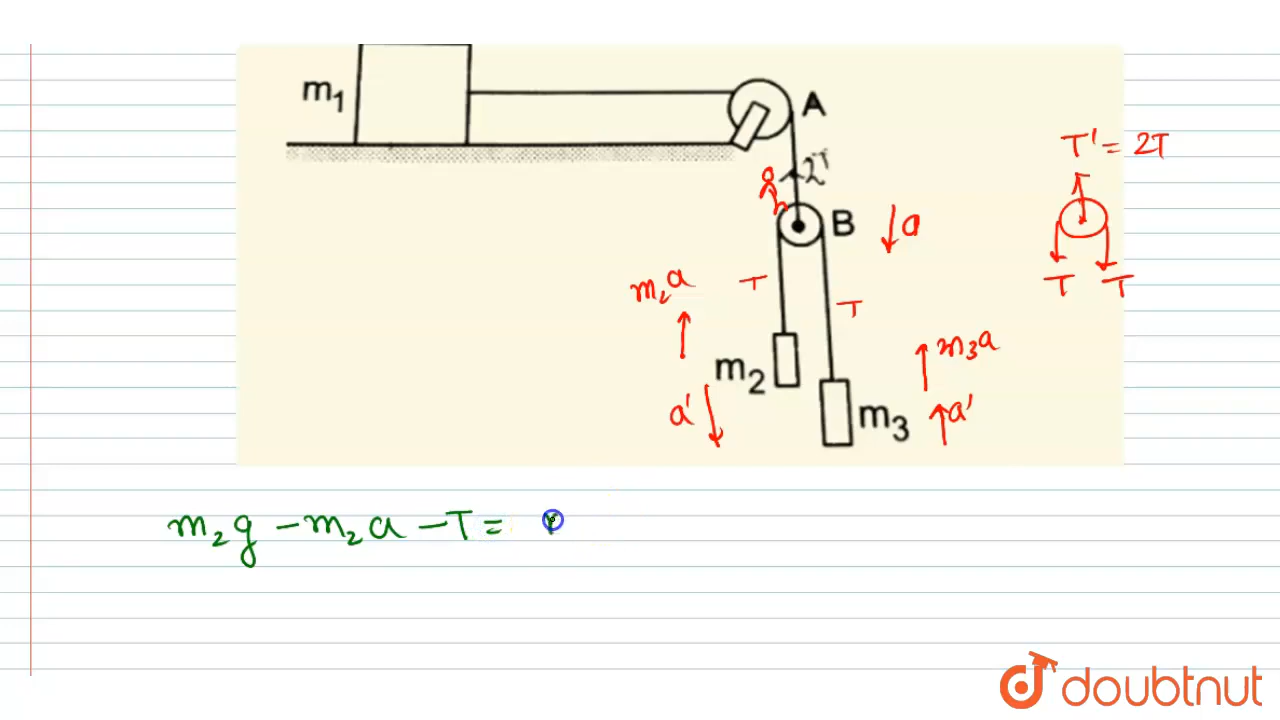 m₁
A
T' = 2T
2T
B
a
T T
m₂a
T
T
m₃a
m₂
a'
m₃
a'
m₂g - m₂a - T =
doubtnut